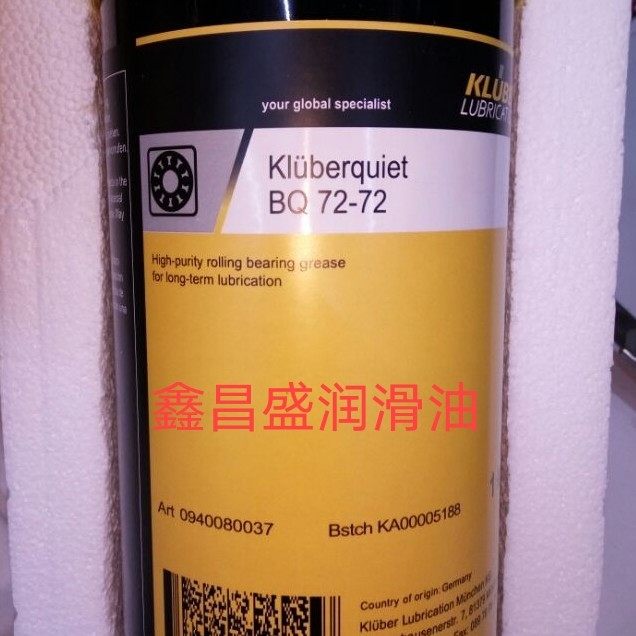 your global specialist
KLÜB
LUBRICAT
Klüberquiet
BQ 72-72
High-purity rolling bearing grease
for long-term lubrication
鑫昌盛润滑油
1
Art 0940080037
Bstch KA00005188
Country of origin: Germany
Klüber Lubrication München